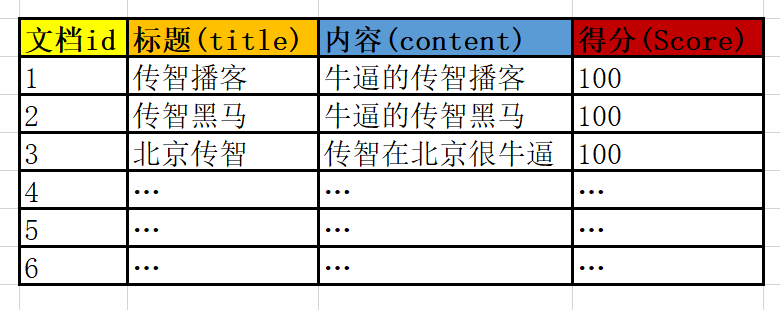 文档id 标题(title) 内容(content) 得分(Score)
1 传智播客 牛逼的传智播客 100
2 传智黑马 牛逼的传智黑马 100
3 北京传智 传智在北京很牛逼 100
4 … … …
5 … … …
6 … … …